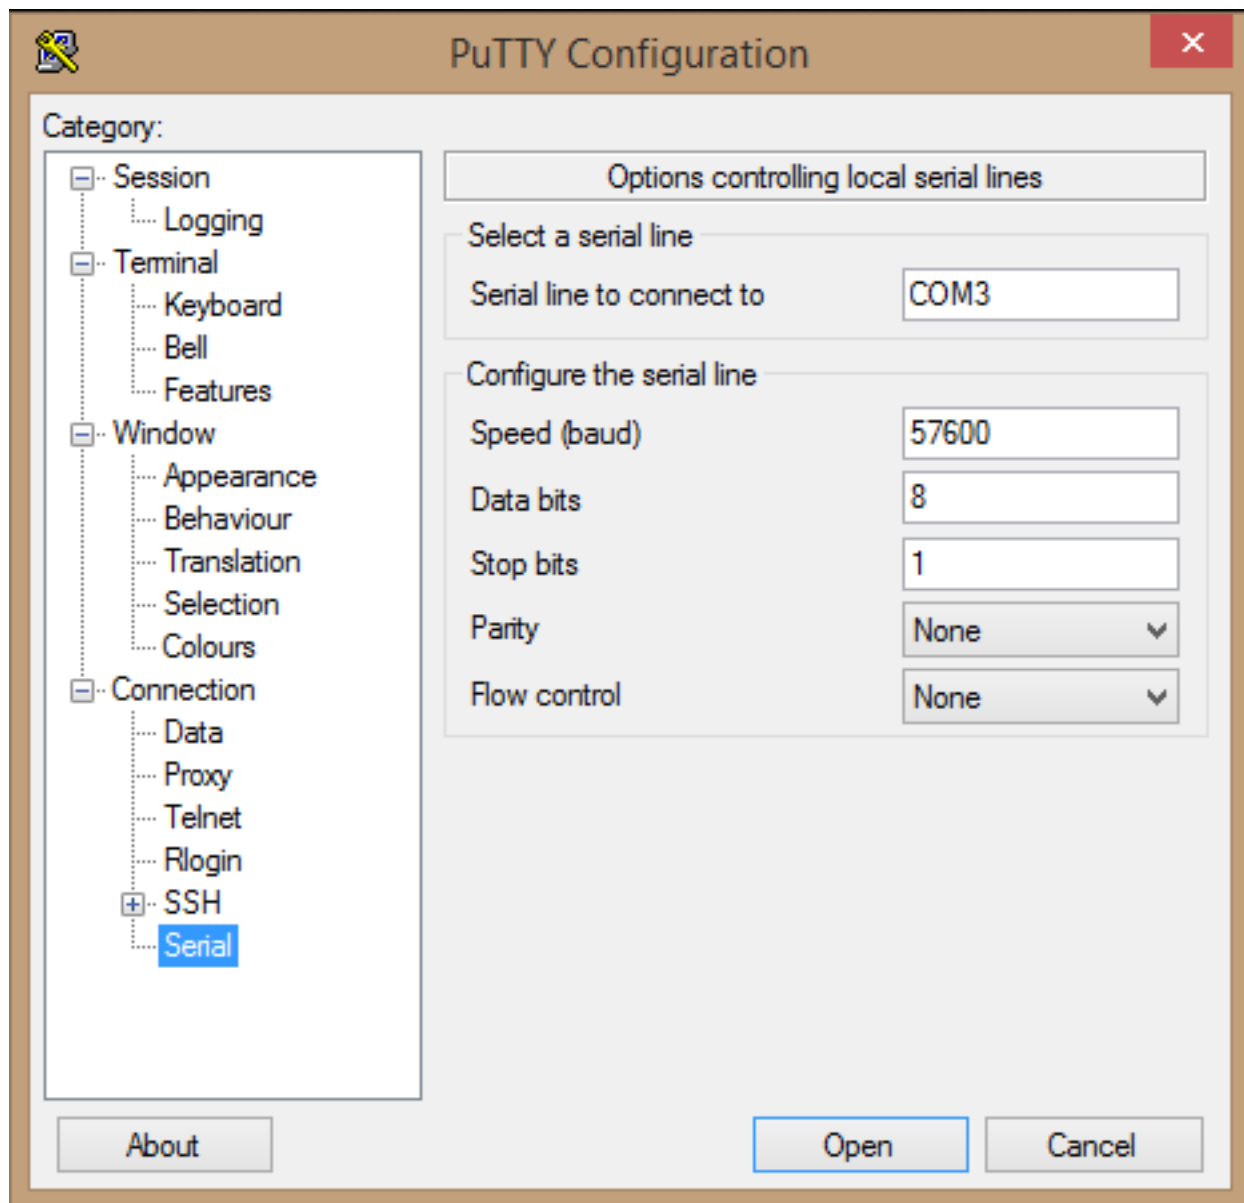 PuTTY Configuration
Category:
Session
Logging
Terminal
Keyboard
Bell
Features
Window
Appearance
Behaviour
Translation
Selection
Colours
Connection
Data
Proxy
Telnet
Rlogin
SSH
Serial
Options controlling local serial lines
Select a serial line
Serial line to connect to COM3
Configure the serial line
Speed (baud) 57600
Data bits 8
Stop bits 1
Parity None
Flow control None
About Open Cancel